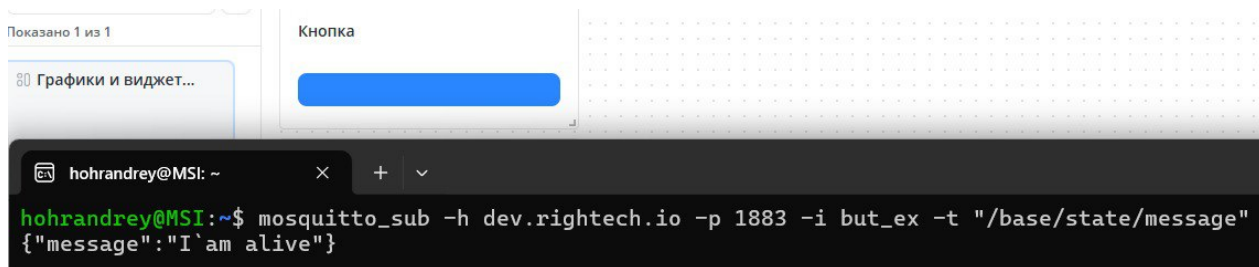 Показано 1 из 1
Кнопка
Графики и виджет...
hohrandrey@MSI: ~
hohrandrey@MSI:~$ mosquitto_sub -h dev.rightech.io -p 1883 -i but_ex -t "/base/state/message"
{"message":"I`am alive"}